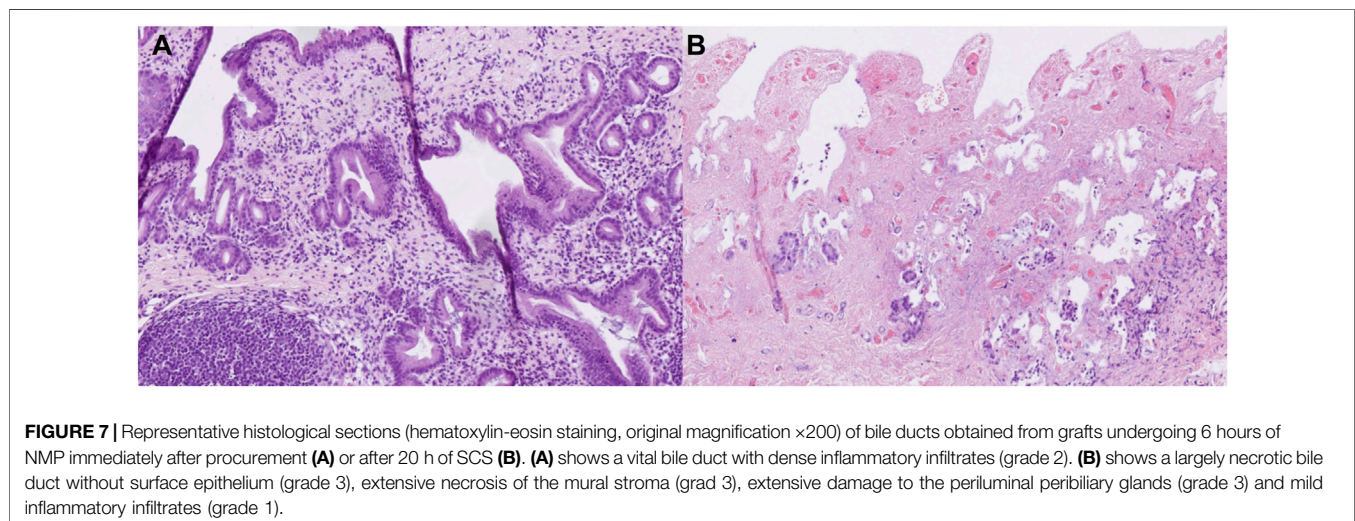 A
B
FIGURE 7 | Representative histological sections (hematoxylin-eosin staining, original magnification ×200) of bile ducts obtained from grafts undergoing 6 hours of
NMP immediately after procurement (A) or after 20 h of SCS (B). (A) shows a vital bile duct with dense inflammatory infiltrates (grade 2). (B) shows a largely necrotic bile
duct without surface epithelium (grade 3), extensive necrosis of the mural stroma (grad 3), extensive damage to the periluminal peribiliary glands (grade 3) and mild
inflammatory infiltrates (grade 1).